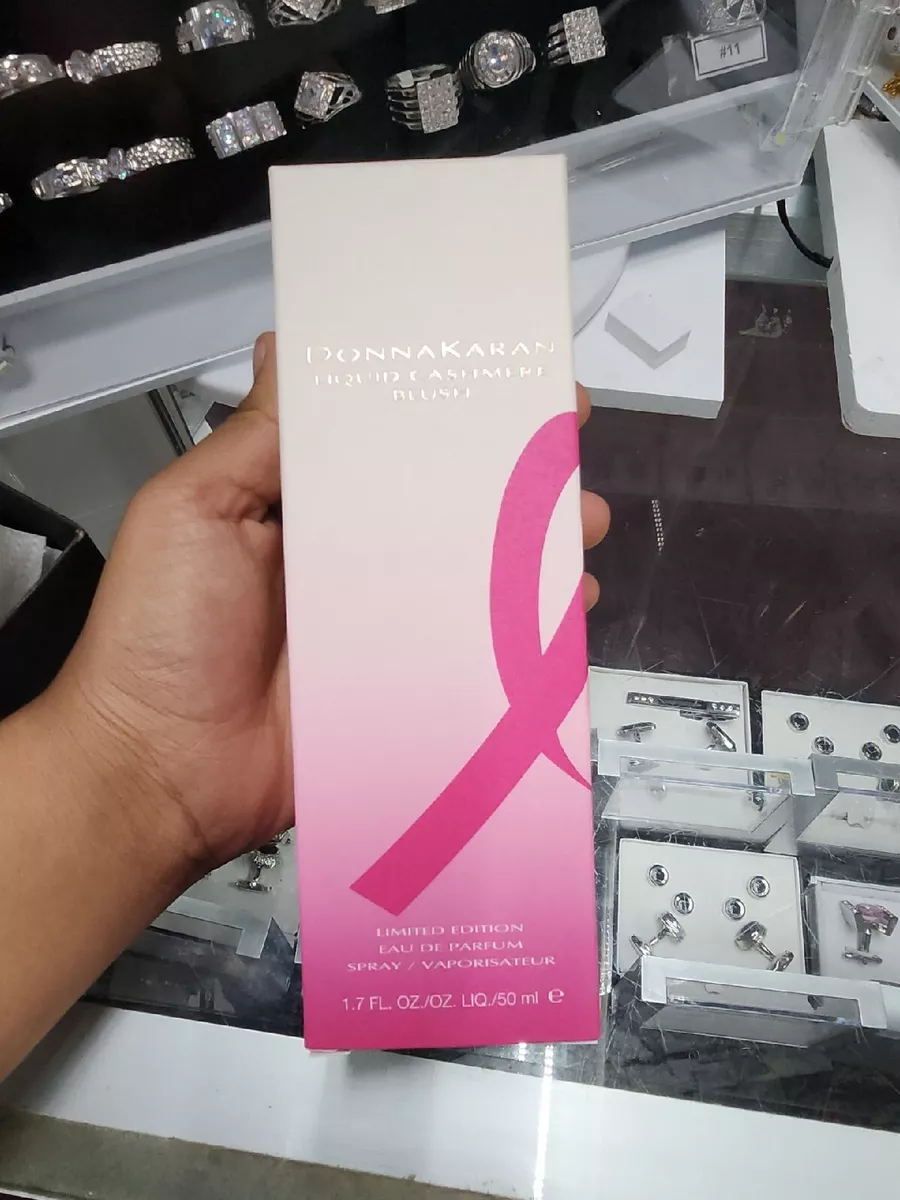 #11
DONNAKARAN
LIQUID CASHMERE
BLUSH
LIMITED EDITION
EAU DE PARFUM
SPRAY / VAPORISATEUR
1.7 FL. OZ./OZ. LIQ./50 ml ℮